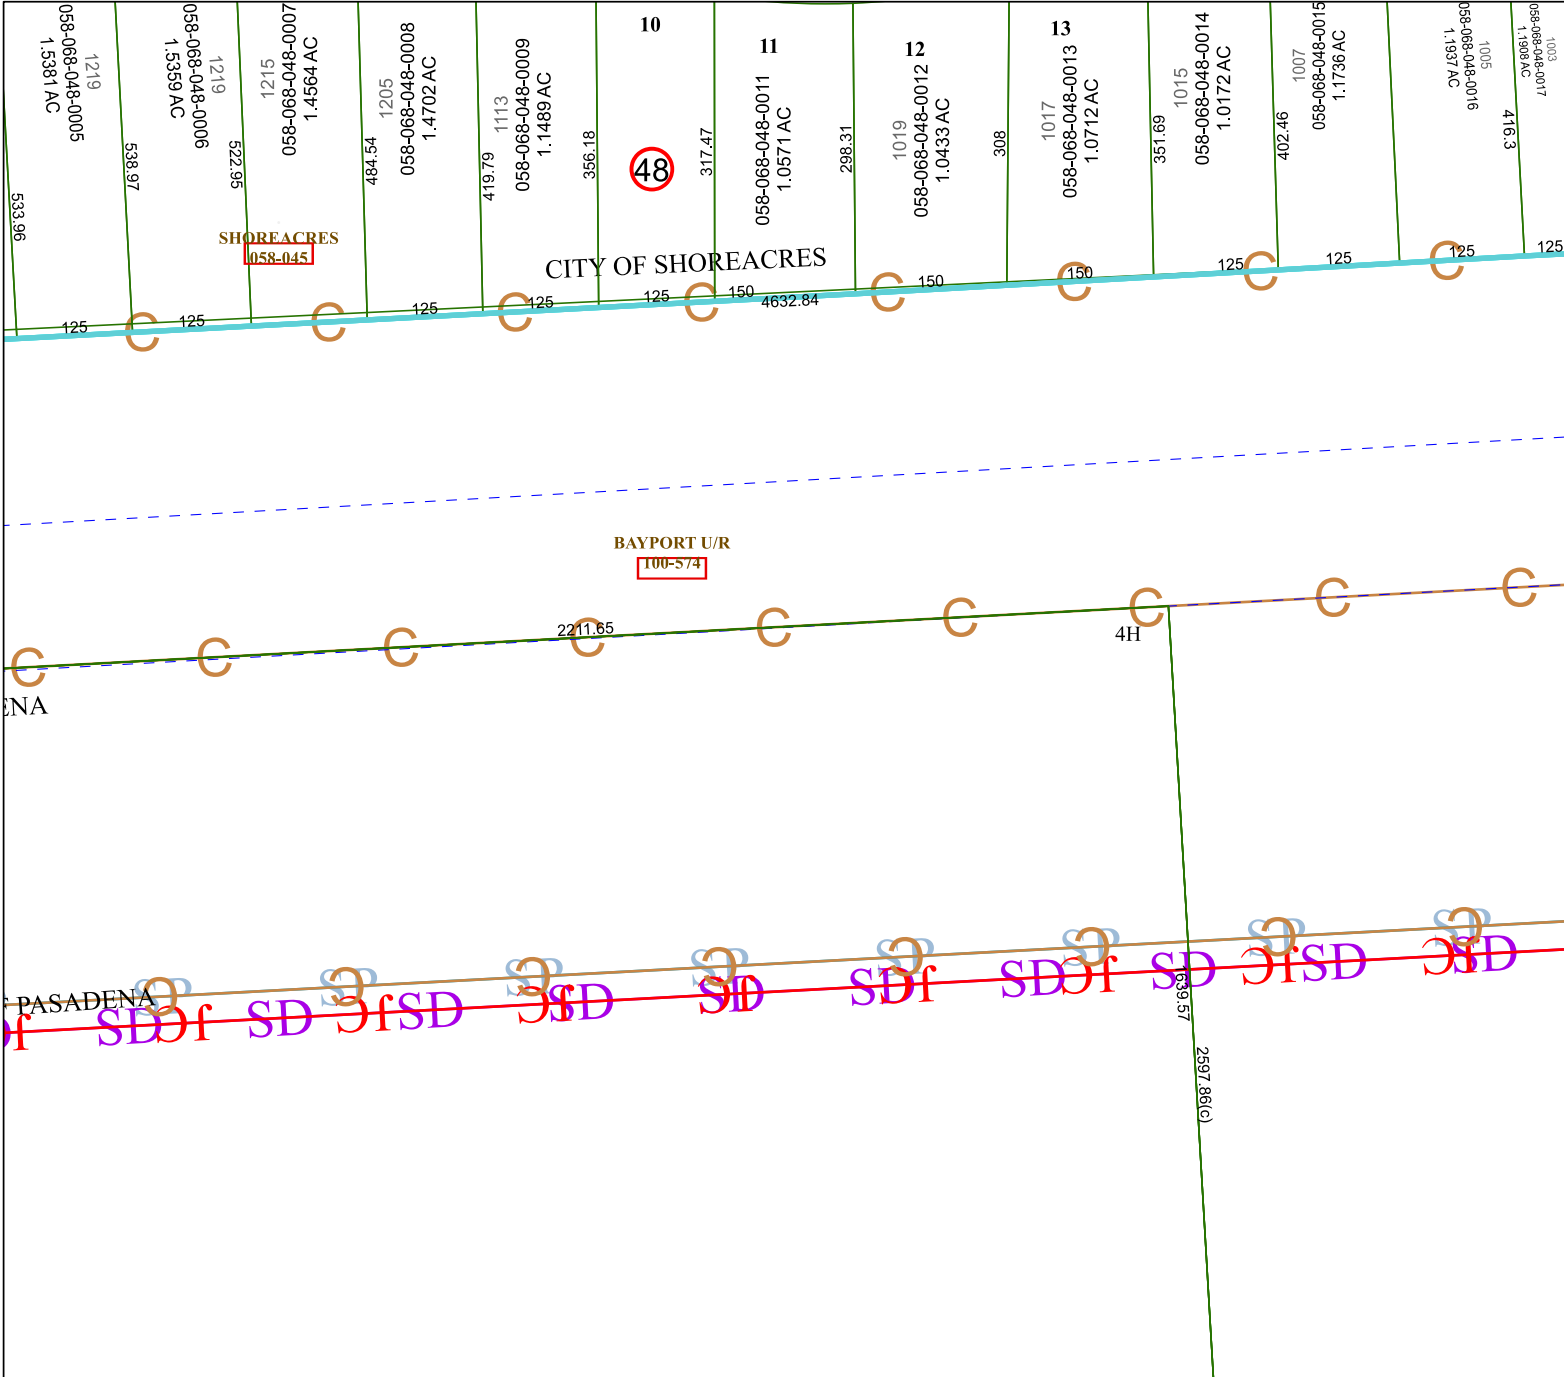 1219
058-068-048-0005
1.5381 AC
1219
058-068-048-0006
1.5359 AC
1215
058-068-048-0007
1.4564 AC
1205
058-068-048-0008
1.4702 AC
1113
058-068-048-0009
1.1489 AC
10
48
11
058-068-048-0011
1.0571 AC
12
1019
058-068-048-0012
1.0433 AC
13
1017
058-068-048-0013
1.0712 AC
1015
058-068-048-0014
1.0172 AC
1007
058-068-048-0015
1.1736 AC
1005
058-068-048-0016
1.1937 AC
1003
058-068-048-0017
1.1908 AC
533.96
538.97
522.95
484.54
419.79
356.18
317.47
298.31
308
351.69
402.46
416.3
SHOREACRES
058-045
CITY OF SHOREACRES
125
125
125
125
125
150
4632.84
150
150
125
125
125
125
C C C C C C C C
BAYPORT U/R
100-574
2211.65
4H
C C C C C C C C C
ENA
F PASADENA
C C C C C C C C
SD SD SD SD SD SD SD SD SD SD
1639.57
2597.86(c)